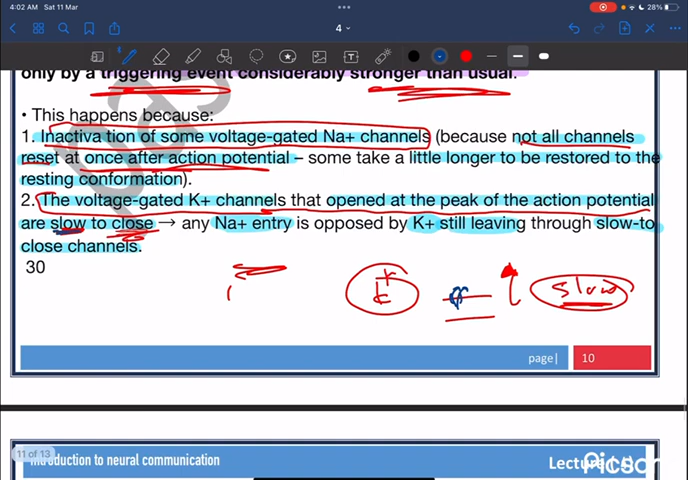 4:02 AM Sat 11 Mar
28%
4
only by a triggering event considerably stronger than usual.
• This happens because:
1. Inactiva tion of some voltage-gated Na+ channels (because not all channels
reset at once after action potential – some take a little longer to be restored to the
resting conformation).
2. The voltage-gated K+ channels that opened at the peak of the action potential
are slow to close → any Na+ entry is opposed by K+ still leaving through slow-to
close channels.
30
K+
slow
page| 10
11 of 13
Introduction to neural communication
Lecture